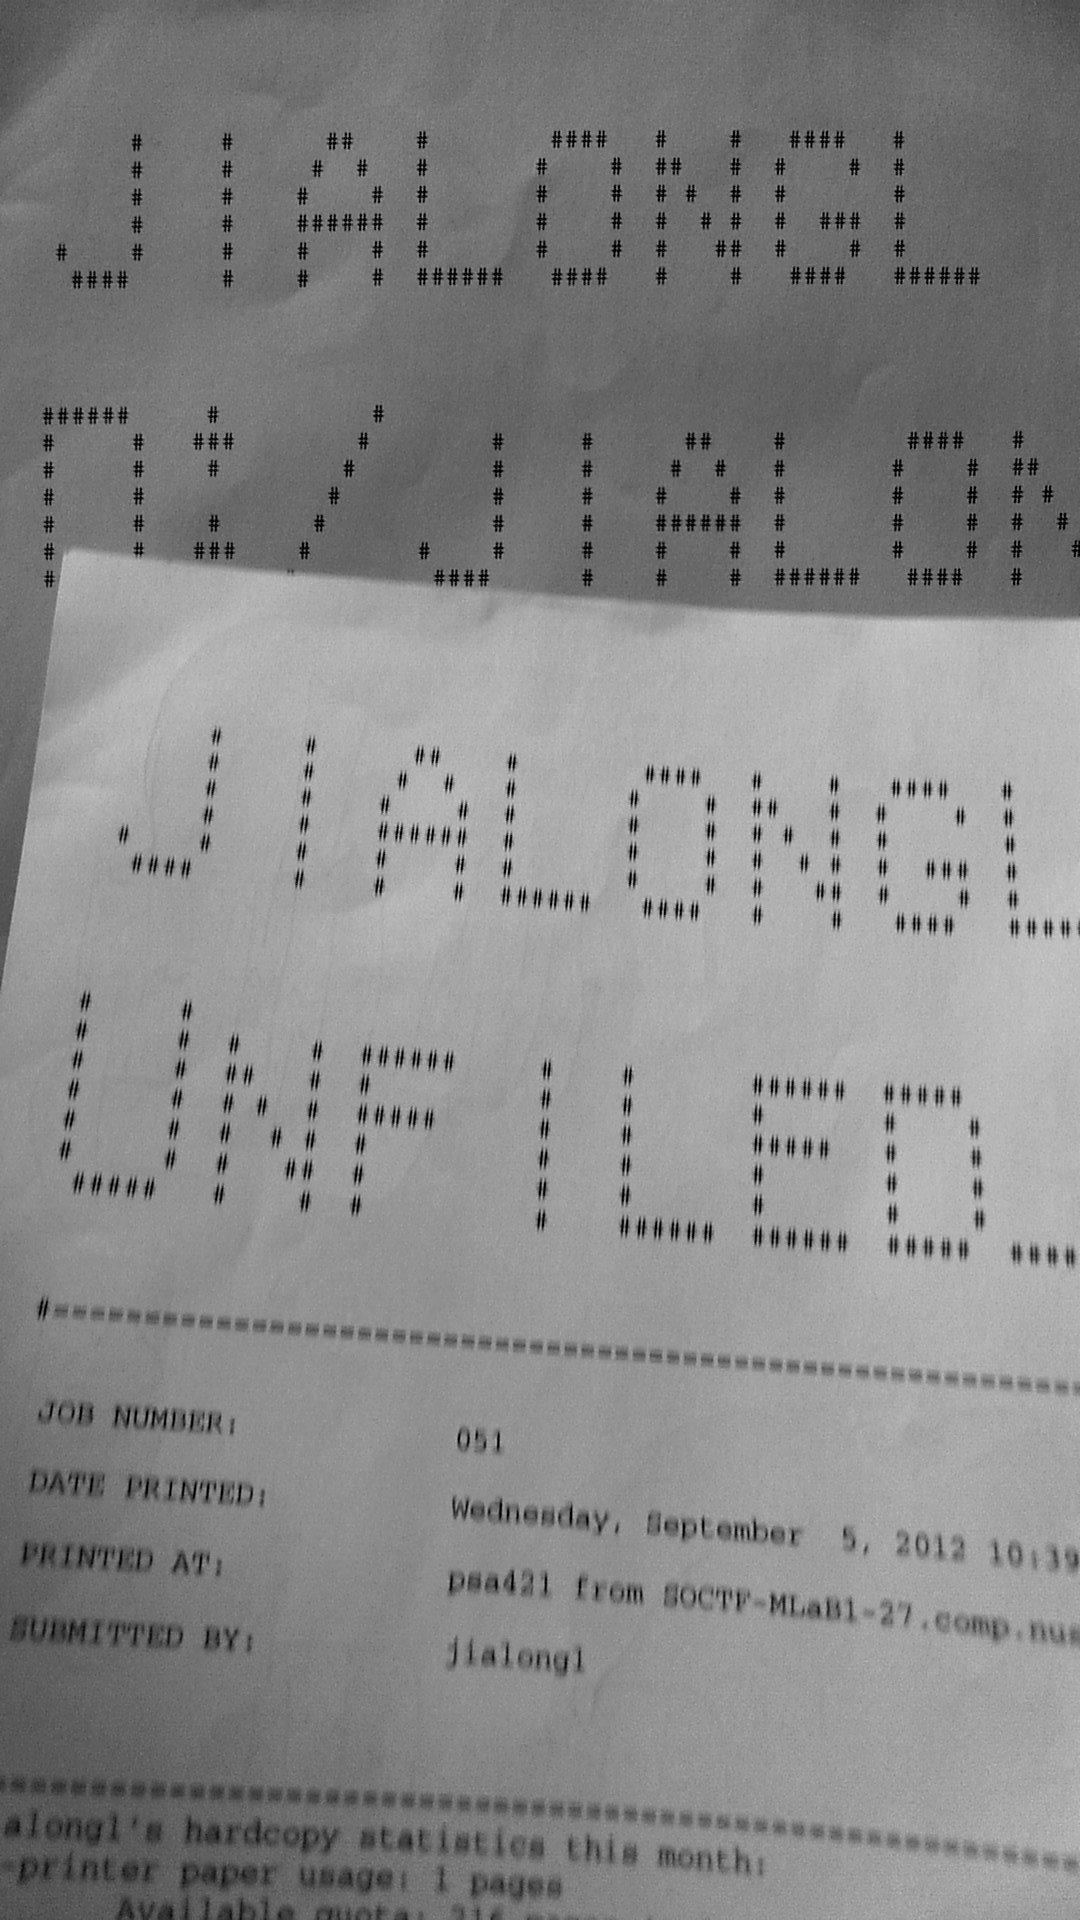 JIALONGL
D:/JIALON
JIALONGL
UNFILED
JOB NUMBER: 051
DATE PRINTED: Wednesday, September 5, 2012 10:39
PRINTED AT: psa421 from SOCTF-MLaB1-27.comp.nus
SUBMITTED BY: jialongl
alongl's hardcopy statistics this month:
-printer paper usage: 1 pages
Available quota: